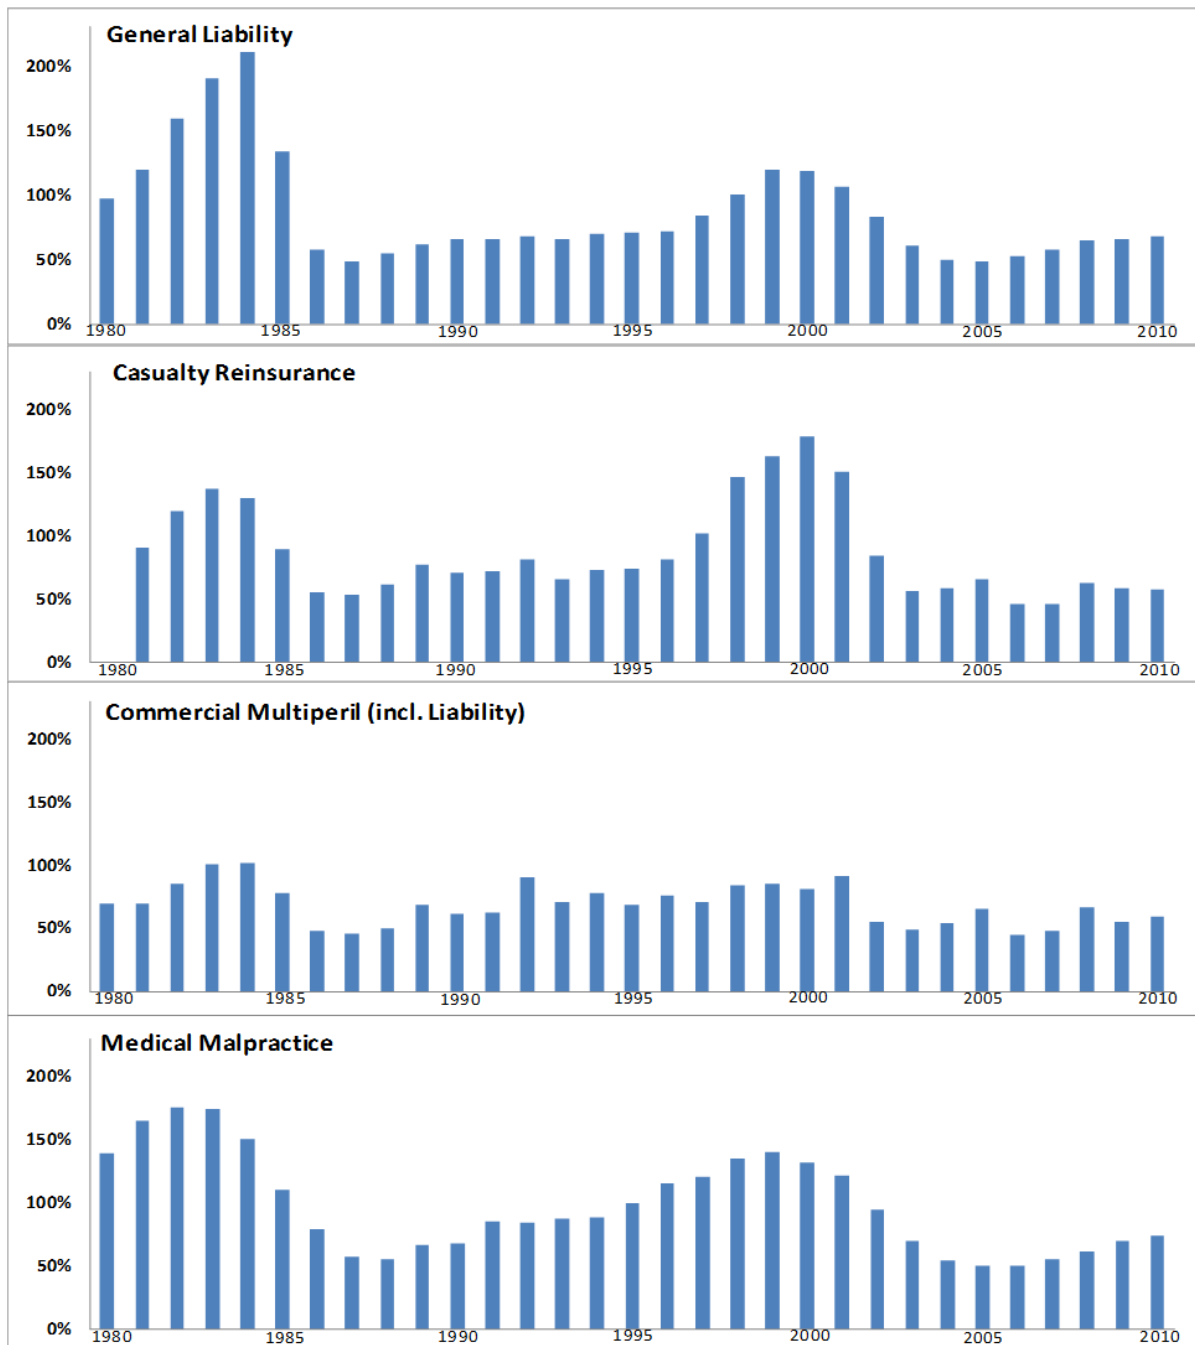 General Liability
200%
150%
100%
50%
0%
1980 1985 1990 1995 2000 2005 2010
Casualty Reinsurance
200%
150%
100%
50%
0%
1980 1985 1990 1995 2000 2005 2010
Commercial Multiperil (incl. Liability)
200%
150%
100%
50%
0%
1980 1985 1990 1995 2000 2005 2010
Medical Malpractice
200%
150%
100%
50%
0%
1980 1985 1990 1995 2000 2005 2010